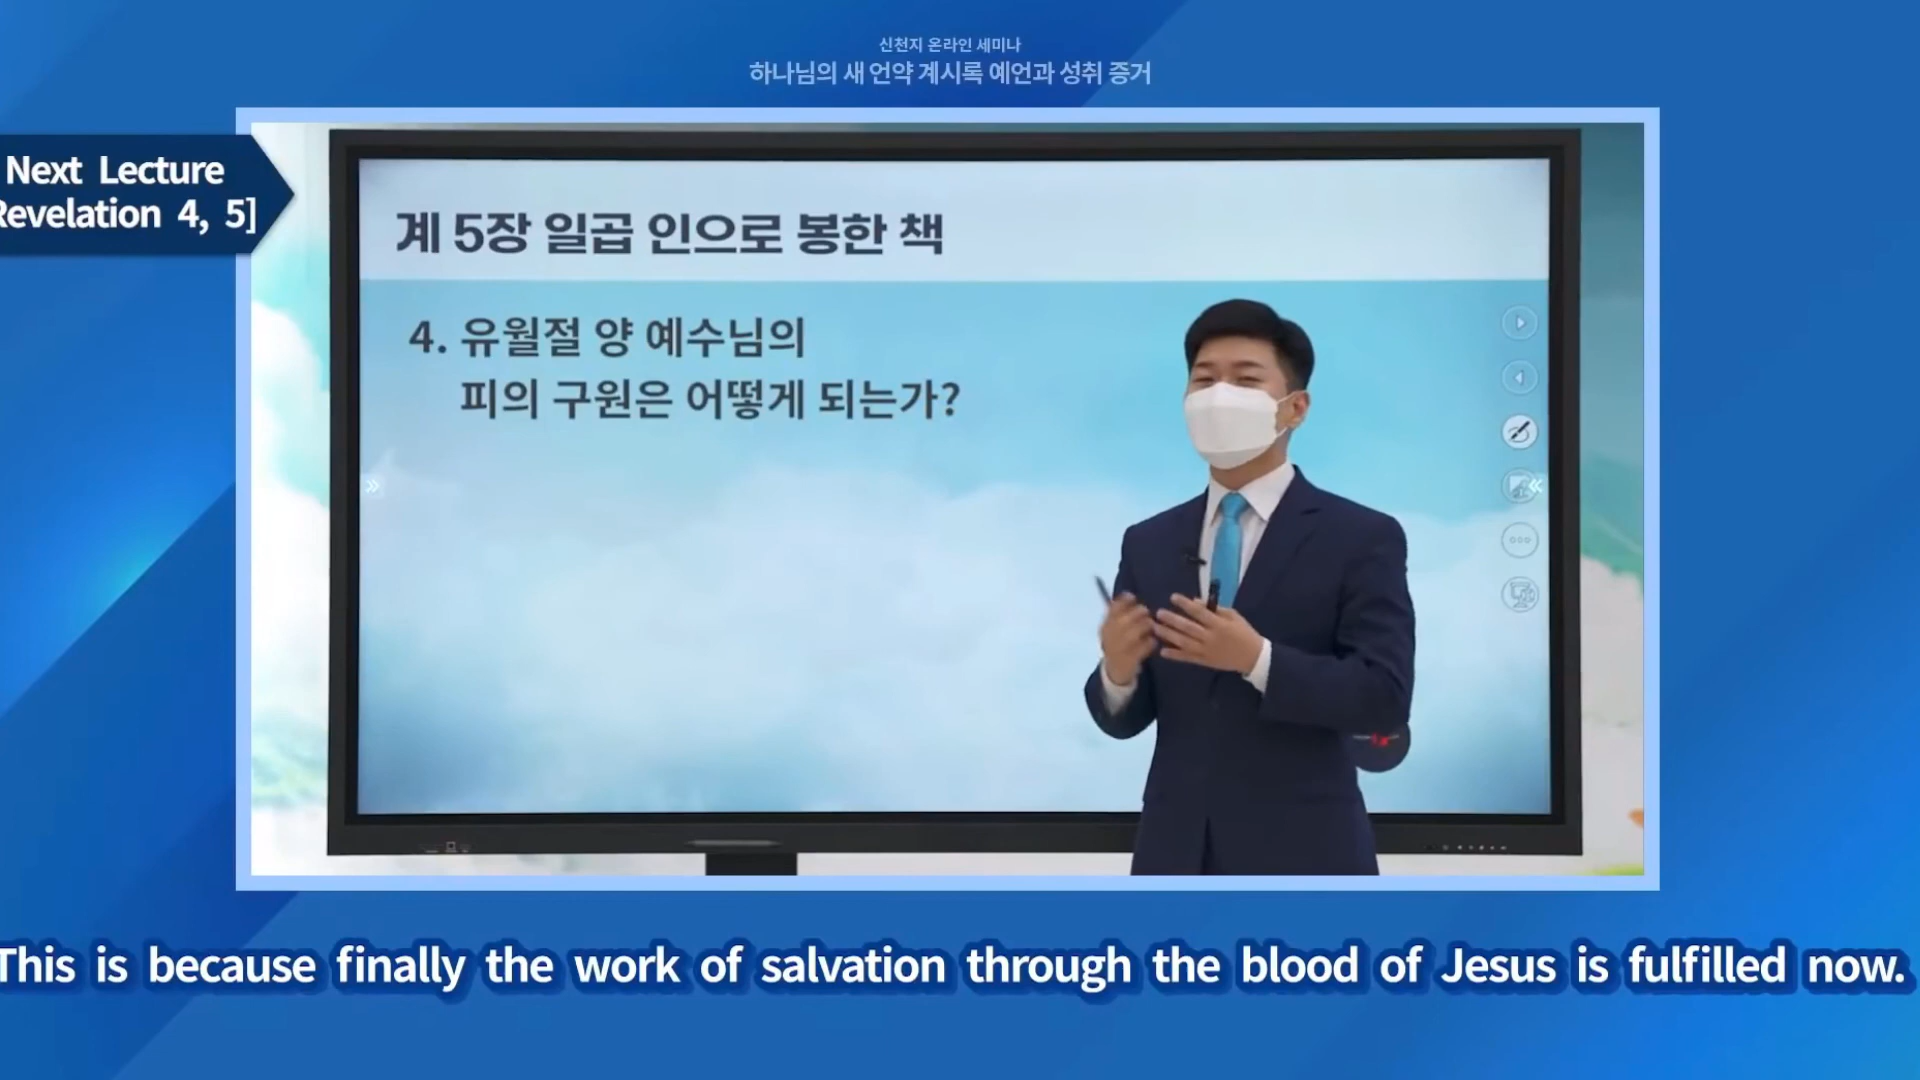 신천지 온라인 세미나
하나님의 새 언약 계시록 예언과 성취 증거
Next Lecture
Revelation 4, 5]
계 5장 일곱 인으로 봉한 책
4. 유월절 양 예수님의
피의 구원은 어떻게 되는가?
This is because finally the work of salvation through the blood of Jesus is fulfilled now.